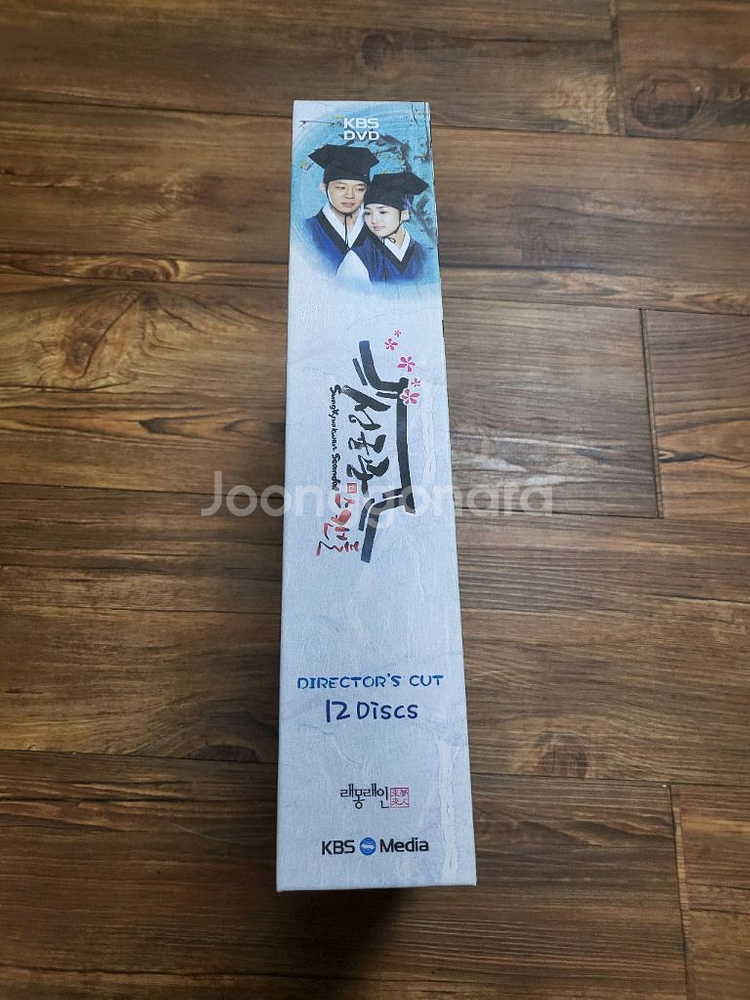 KBS
DVD
성균관
스캔들
SungKyunKwan Scandal
Joonggonara
DIRECTOR'S CUT
12 Discs
래몽래인
KBS Media